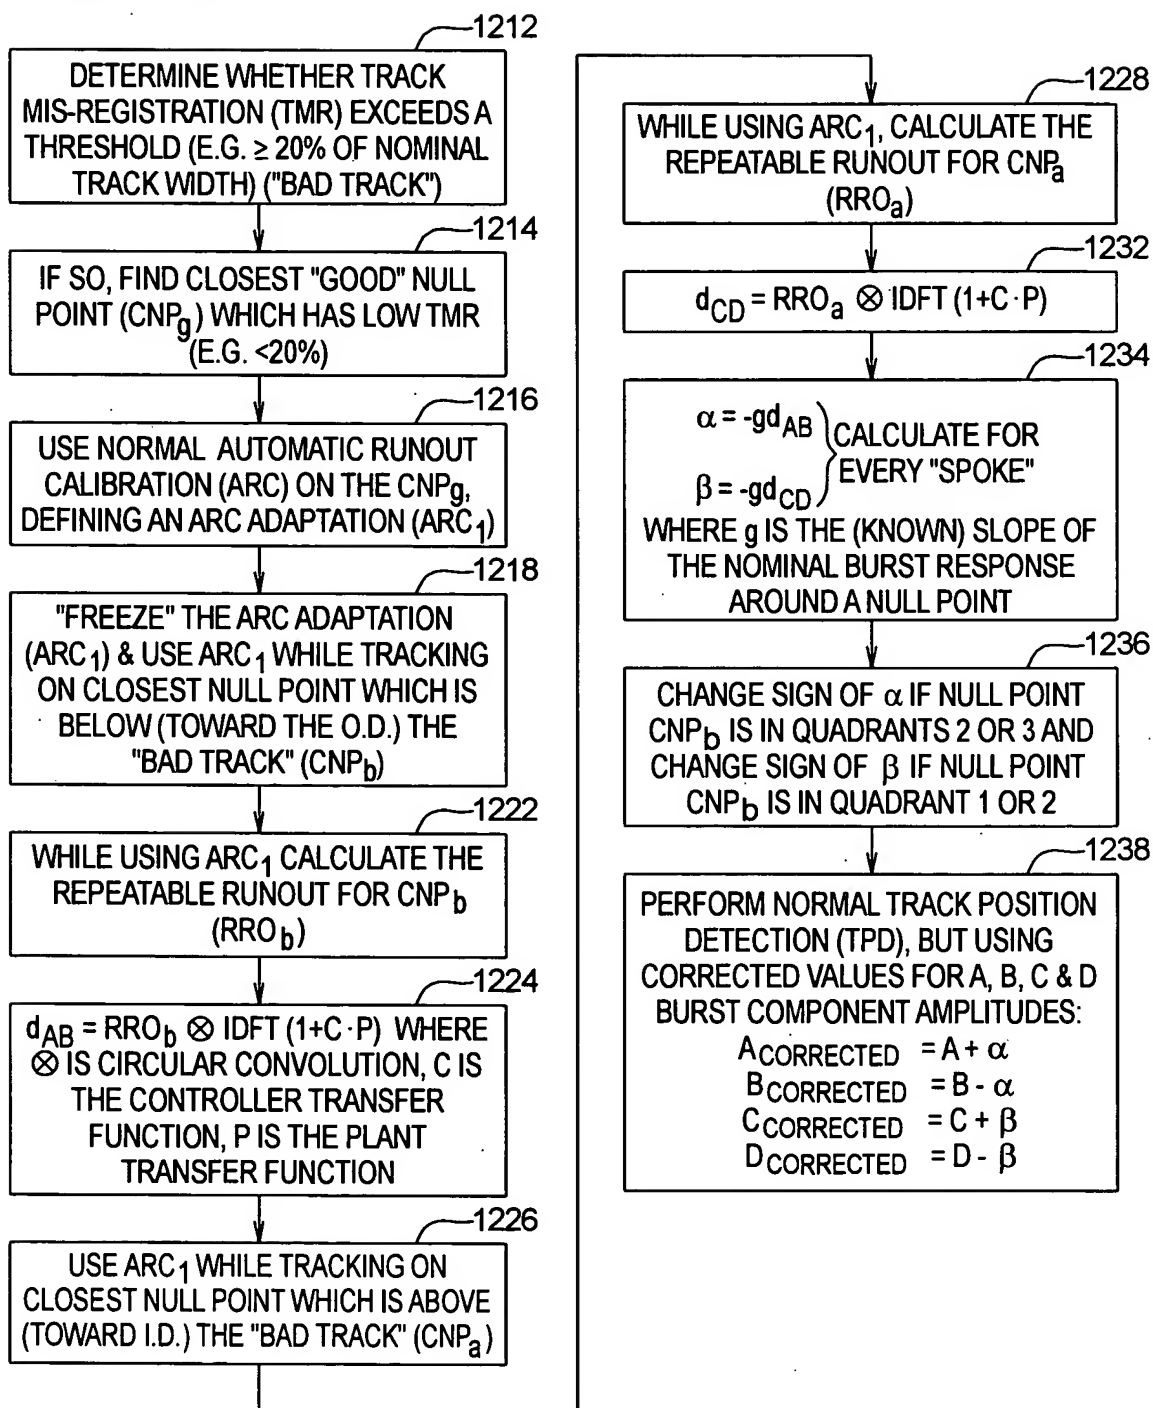 1212
DETERMINE WHETHER TRACK
MIS-REGISTRATION (TMR) EXCEEDS A
THRESHOLD (E.G. ≥ 20% OF NOMINAL
TRACK WIDTH) ("BAD TRACK")
1214
IF SO, FIND CLOSEST "GOOD" NULL
POINT (CNPg) WHICH HAS LOW TMR
(E.G. <20%)
1216
USE NORMAL AUTOMATIC RUNOUT
CALIBRATION (ARC) ON THE CNPg,
DEFINING AN ARC ADAPTATION (ARC1)
1218
"FREEZE" THE ARC ADAPTATION
(ARC1) & USE ARC1 WHILE TRACKING
ON CLOSEST NULL POINT WHICH IS
BELOW (TOWARD THE O.D.) THE
"BAD TRACK" (CNPb)
1222
WHILE USING ARC1 CALCULATE THE
REPEATABLE RUNOUT FOR CNPb
(RROb)
1224
dAB = RROb ⊗ IDFT (1+C·P) WHERE
⊗ IS CIRCULAR CONVOLUTION, C IS
THE CONTROLLER TRANSFER
FUNCTION, P IS THE PLANT
TRANSFER FUNCTION
1226
USE ARC1 WHILE TRACKING ON
CLOSEST NULL POINT WHICH IS ABOVE
(TOWARD I.D.) THE "BAD TRACK" (CNPa)
1228
WHILE USING ARC1, CALCULATE THE
REPEATABLE RUNOUT FOR CNPa
(RROa)
1232
dCD = RROa ⊗ IDFT (1+C·P)
1234
α = -gdAB
β = -gdCD
CALCULATE FOR
EVERY "SPOKE"
WHERE g IS THE (KNOWN) SLOPE OF
THE NOMINAL BURST RESPONSE
AROUND A NULL POINT
1236
CHANGE SIGN OF α IF NULL POINT
CNPb IS IN QUADRANTS 2 OR 3 AND
CHANGE SIGN OF β IF NULL POINT
CNPb IS IN QUADRANT 1 OR 2
1238
PERFORM NORMAL TRACK POSITION
DETECTION (TPD), BUT USING
CORRECTED VALUES FOR A, B, C & D
BURST COMPONENT AMPLITUDES:
ACORRECTED = A + α
BCORRECTED = B - α
CCORRECTED = C + β
DCORRECTED = D - β